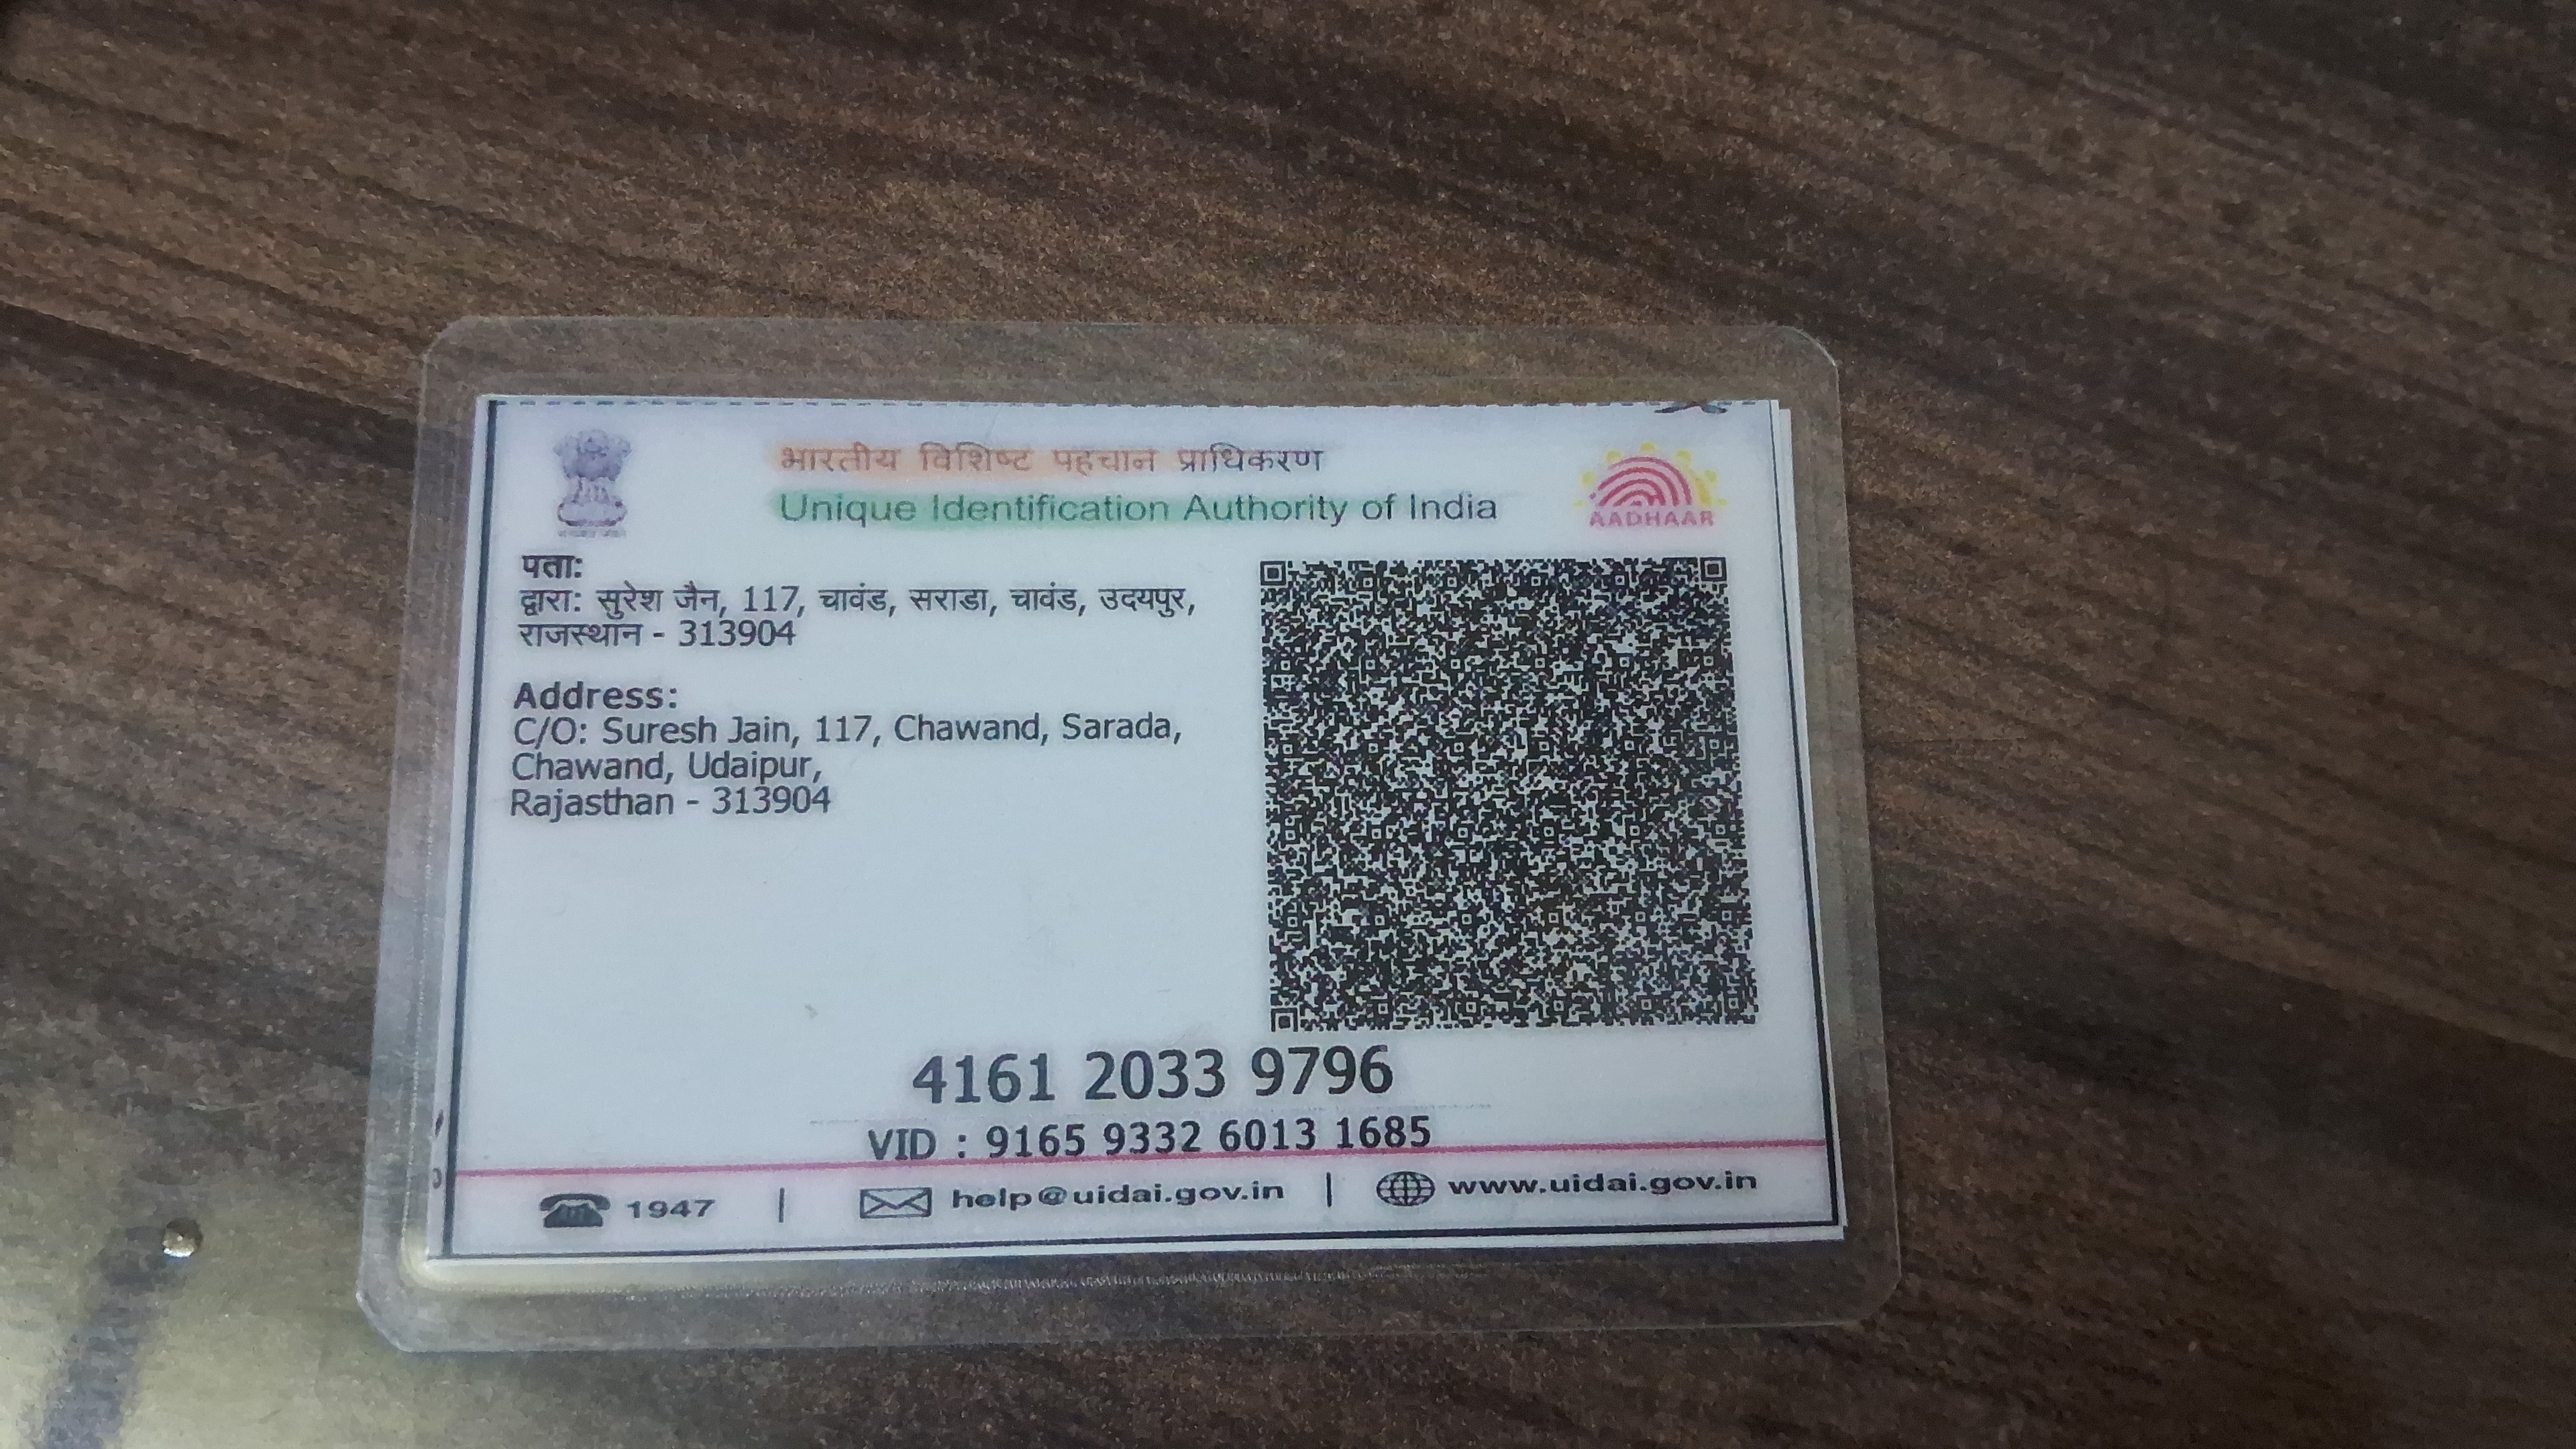 भारतीय विशिष्ट पहचान प्राधिकरण
Unique Identification Authority of India
AADHAAR
पता:
द्वारा: सुरेश जैन, 117, चावंड, सराडा, चावंड, उदयपुर,
राजस्थान - 313904
Address:
C/O: Suresh Jain, 117, Chawand, Sarada,
Chawand, Udaipur,
Rajasthan - 313904
4161 2033 9796
VID : 9165 9332 6013 1685
1947 | help@uidai.gov.in | www.uidai.gov.in